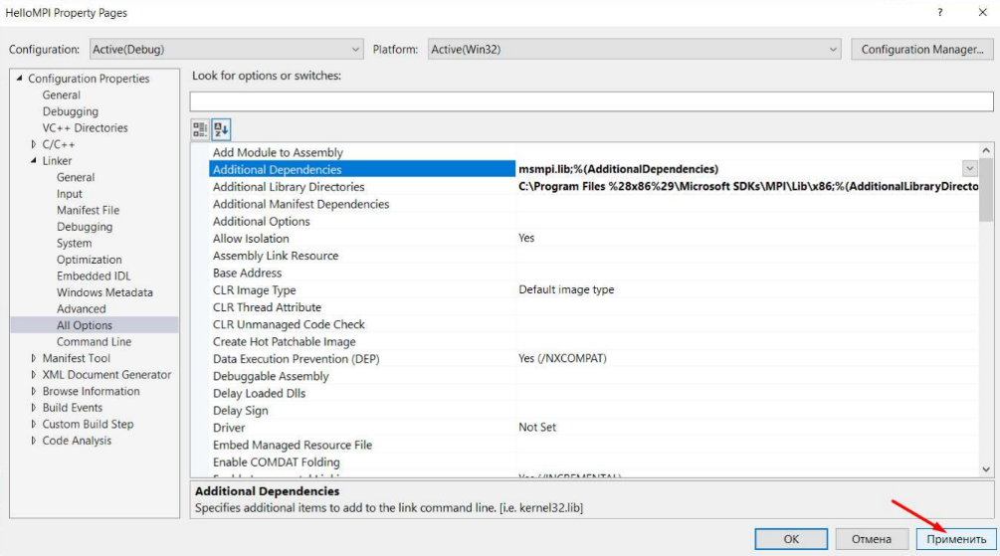 HelloMPI Property Pages
Configuration: Active(Debug) Platform: Active(Win32) Configuration Manager...
Configuration Properties
General
Debugging
VC++ Directories
C/C++
Linker
General
Input
Manifest File
Debugging
System
Optimization
Embedded IDL
Windows Metadata
Advanced
All Options
Command Line
Manifest Tool
XML Document Generator
Browse Information
Build Events
Custom Build Step
Code Analysis
Look for options or switches:
Add Module to Assembly
Additional Dependencies msmpi.lib;%(AdditionalDependencies)
Additional Library Directories C:\Program Files %28x86%29\Microsoft SDKs\MPI\Lib\x86;%(AdditionalLibraryDirecto
Additional Manifest Dependencies
Additional Options
Allow Isolation Yes
Assembly Link Resource
Base Address
CLR Image Type Default image type
CLR Thread Attribute
CLR Unmanaged Code Check
Create Hot Patchable Image
Data Execution Prevention (DEP) Yes (/NXCOMPAT)
Debuggable Assembly
Delay Loaded Dlls
Delay Sign
Driver Not Set
Embed Managed Resource File
Enable COMDAT Folding
Additional Dependencies
Specifies additional items to add to the link command line. [i.e. kernel32.lib]
OK Отмена Применить